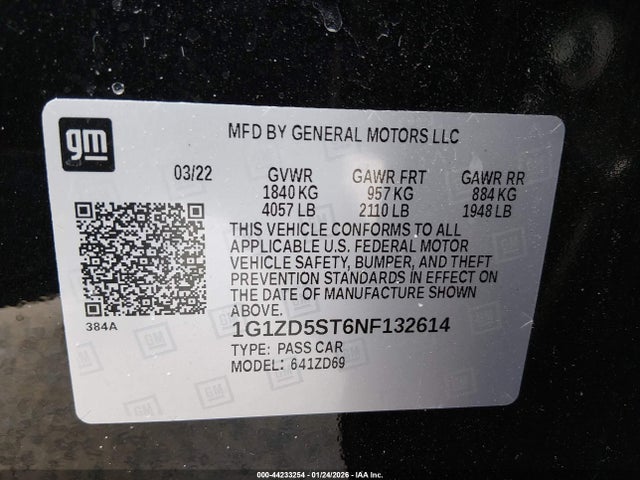 gm
MFD BY GENERAL MOTORS LLC
03/22 GVWR GAWR FRT GAWR RR
1840 KG 957 KG 884 KG
4057 LB 2110 LB 1948 LB
THIS VEHICLE CONFORMS TO ALL
APPLICABLE U.S. FEDERAL MOTOR
VEHICLE SAFETY, BUMPER, AND THEFT
PREVENTION STANDARDS IN EFFECT ON
THE DATE OF MANUFACTURE SHOWN
ABOVE.
384A
1G1ZD5ST6NF132614
TYPE: PASS CAR
MODEL: 641ZD69
000-44233254 | 01/24/2026 - IAA Inc.